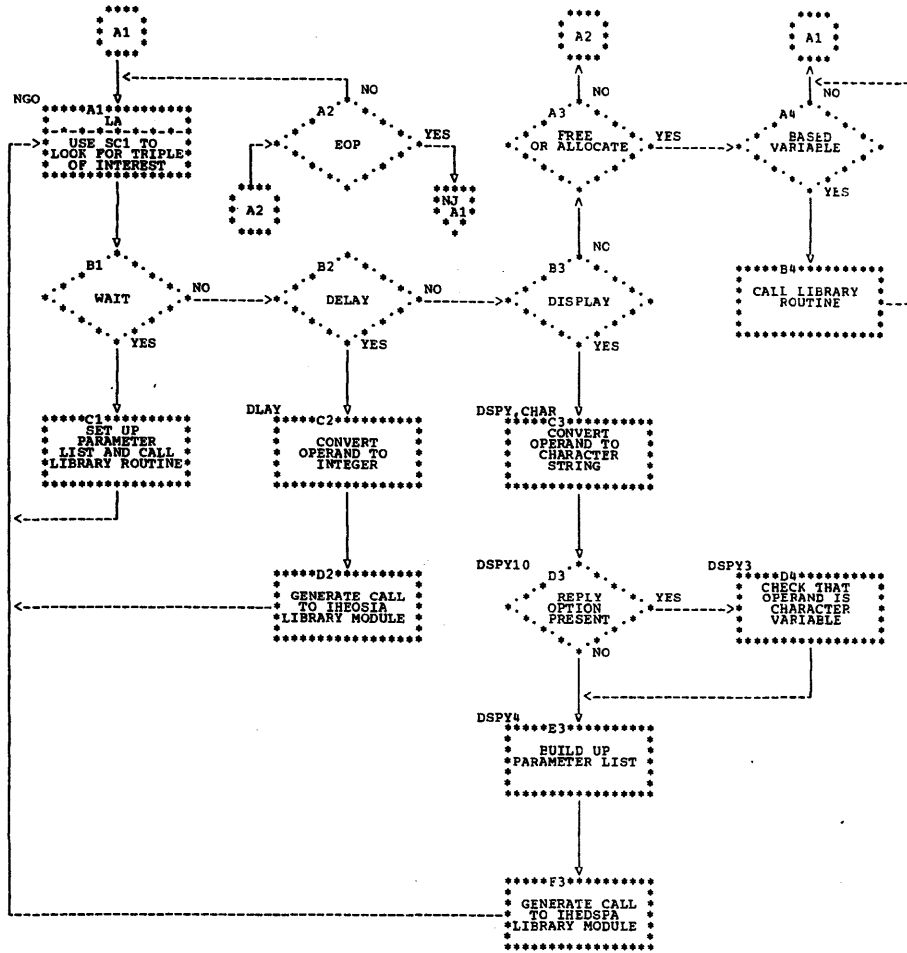 A1
A2
A1
NO
NGO
A1
LA
USE SC1 TO
LOOK FOR TRIPLE
OF INTEREST
A2
EOP
YES
A2
NJ
A1
NO
A3
FREE
OR ALLOCATE
YES
NO
A4
BASED
VARIABLE
YES
B1
WAIT
NO
YES
B2
DELAY
NO
YES
NO
B3
DISPLAY
YES
B4
CALL LIBRARY
ROUTINE
C1
SET UP
PARAMETER
LIST AND CALL
LIBRARY ROUTINE
DLAY
C2
CONVERT
OPERAND TO
INTEGER
DSPY,CHAR
C3
CONVERT
OPERAND TO
CHARACTER
STRING
D2
GENERATE CALL
TO IHEOSIA
LIBRARY MODULE
DSPY10
D3
REPLY
OPTION
PRESENT
YES
NO
DSPY3
D4
CHECK THAT
OPERAND IS
CHARACTER
VARIABLE
DSPY4
E3
BUILD UP
PARAMETER LIST
F3
GENERATE CALL
TO IHEDSPA
LIBRARY MODULE